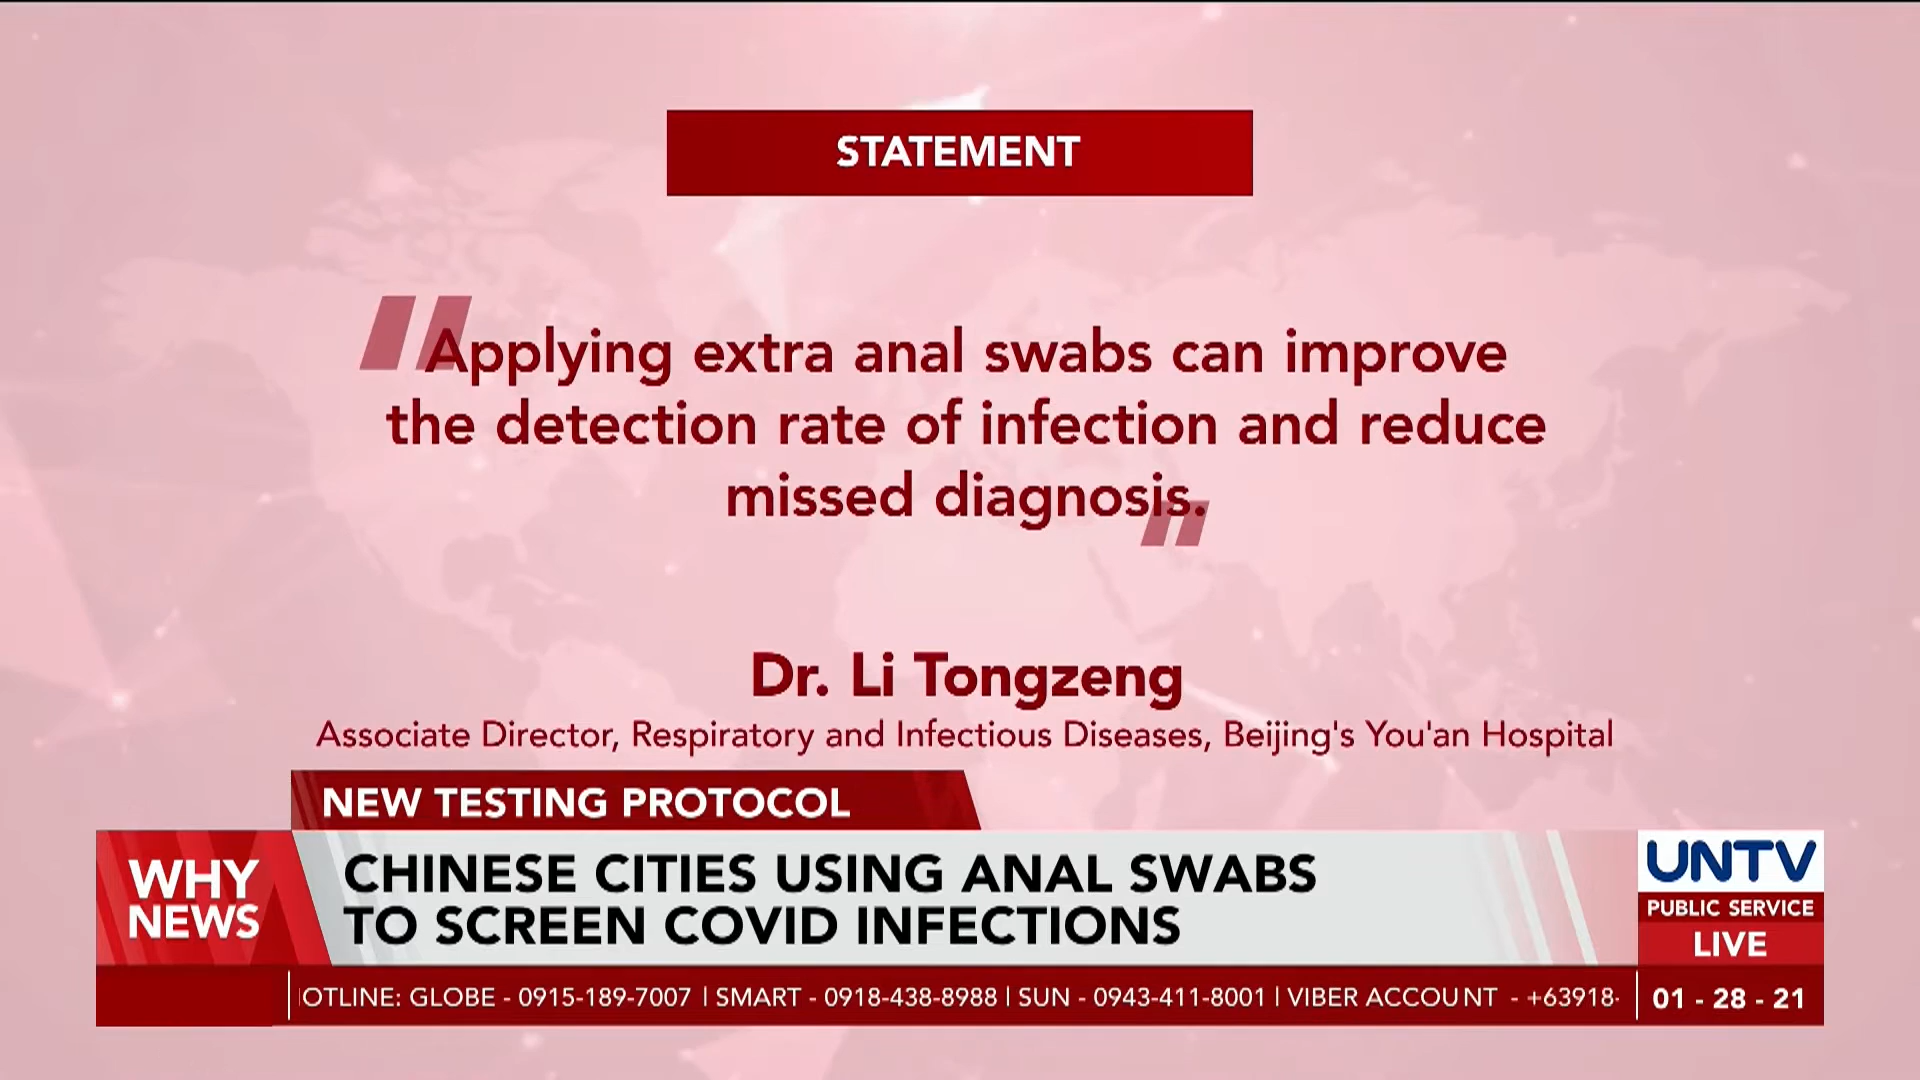 STATEMENT
"Applying extra anal swabs can improve
the detection rate of infection and reduce
missed diagnosis."
Dr. Li Tongzeng
Associate Director, Respiratory and Infectious Diseases, Beijing's You'an Hospital
NEW TESTING PROTOCOL
WHY
NEWS
CHINESE CITIES USING ANAL SWABS
TO SCREEN COVID INFECTIONS
UNTV
PUBLIC SERVICE
LIVE
OTLINE: GLOBE - 0915-189-7007 | SMART - 0918-438-8988 | SUN - 0943-411-8001 | VIBER ACCOUNT - +63918-
01 - 28 - 21